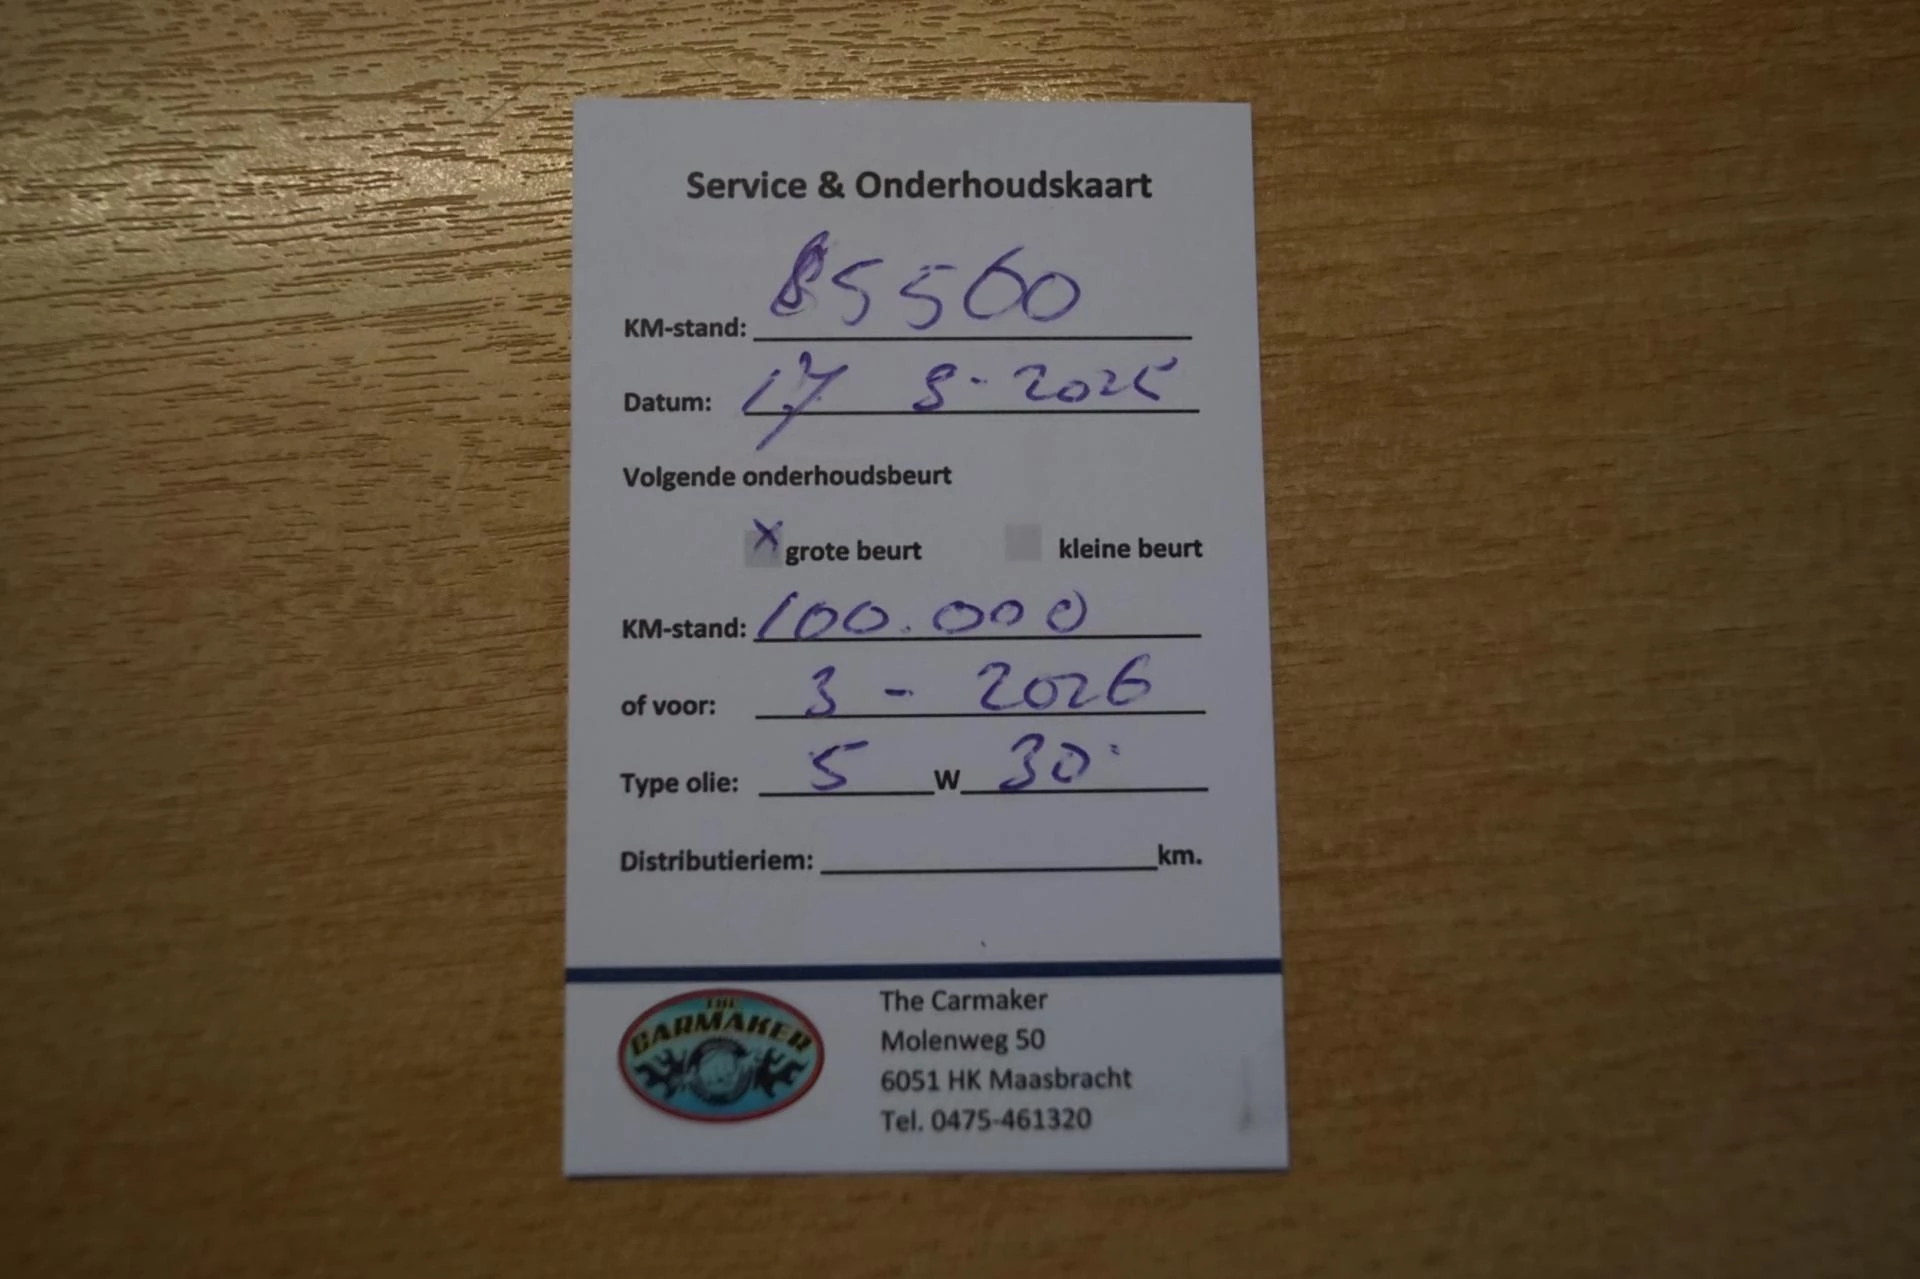 Service & Onderhoudskaart
KM-stand: 85560
Datum: 17 9-2025
Volgende onderhoudsbeurt
X grote beurt kleine beurt
KM-stand: 100.000
of voor: 3 - 2026
Type olie: 5 W 30
Distributieriem: km.
THE
CARMAKER
The Carmaker
Molenweg 50
6051 HK Maasbracht
Tel. 0475-461320